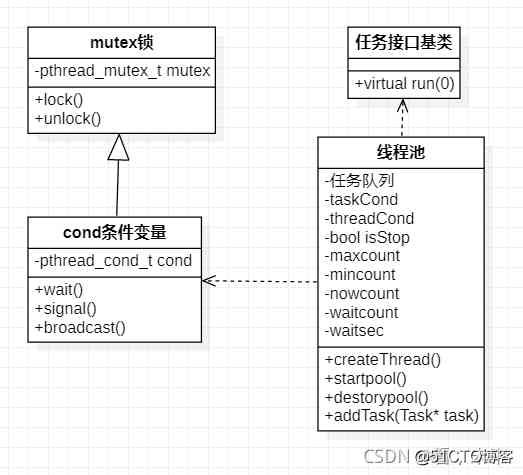 mutex锁
-pthread_mutex_t mutex
+lock()
+unlock()
cond条件变量
-pthread_cond_t cond
+wait()
+signal()
+broadcast()
任务接口基类
+virtual run(0)
线程池
-任务队列
-taskCond
-threadCond
-bool isStop
-maxcount
-mincount
-nowcount
-waitcount
-waitsec
+createThread()
+startpool()
+destorypool()
+addTask(Task* task)
CSDN @51CTO博客